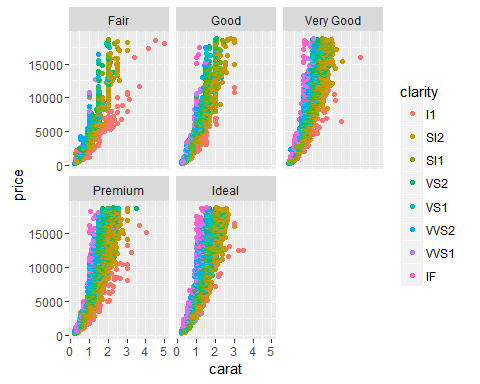 Fair Good Very Good
15000
10000
5000
0
Premium Ideal
15000
10000
5000
0
0 1 2 3 4 5 0 1 2 3 4 5
price
carat
clarity
I1
SI2
SI1
VS2
VS1
VVS2
VVS1
IF